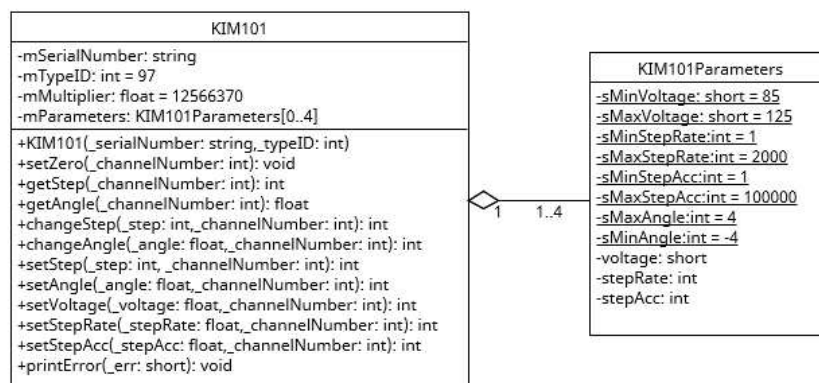 KIM101
-mSerialNumber: string
-mTypeID: int = 97
-mMultiplier: float = 12566370
-mParameters: KIM101Parameters[0..4]
+KIM101(_serialNumber: string,_typeID: int)
+setZero(_channelNumber: int): void
+getStep(_channelNumber: int): int
+getAngle(_channelNumber: int): float
+changeStep(_step: int,_channelNumber: int): int
+changeAngle(_angle: float,_channelNumber: int): int
+setStep(_step: int, _channelNumber: int): int
+setAngle(_angle: float,_channelNumber: int): int
+setVoltage(_voltage: float,_channelNumber: int): int
+setStepRate(_stepRate: float,_channelNumber: int): int
+setStepAcc(_stepAcc: float,_channelNumber: int): int
+printError(_err: short): void
1
1..4
KIM101Parameters
-sMinVoltage: short = 85
-sMaxVoltage: short = 125
-sMinStepRate:int = 1
-sMaxStepRate:int = 2000
-sMinStepAcc:int = 1
-sMaxStepAcc:int = 100000
-sMaxAngle:int = 4
-sMinAngle:int = -4
-voltage: short
-stepRate: int
-stepAcc: int